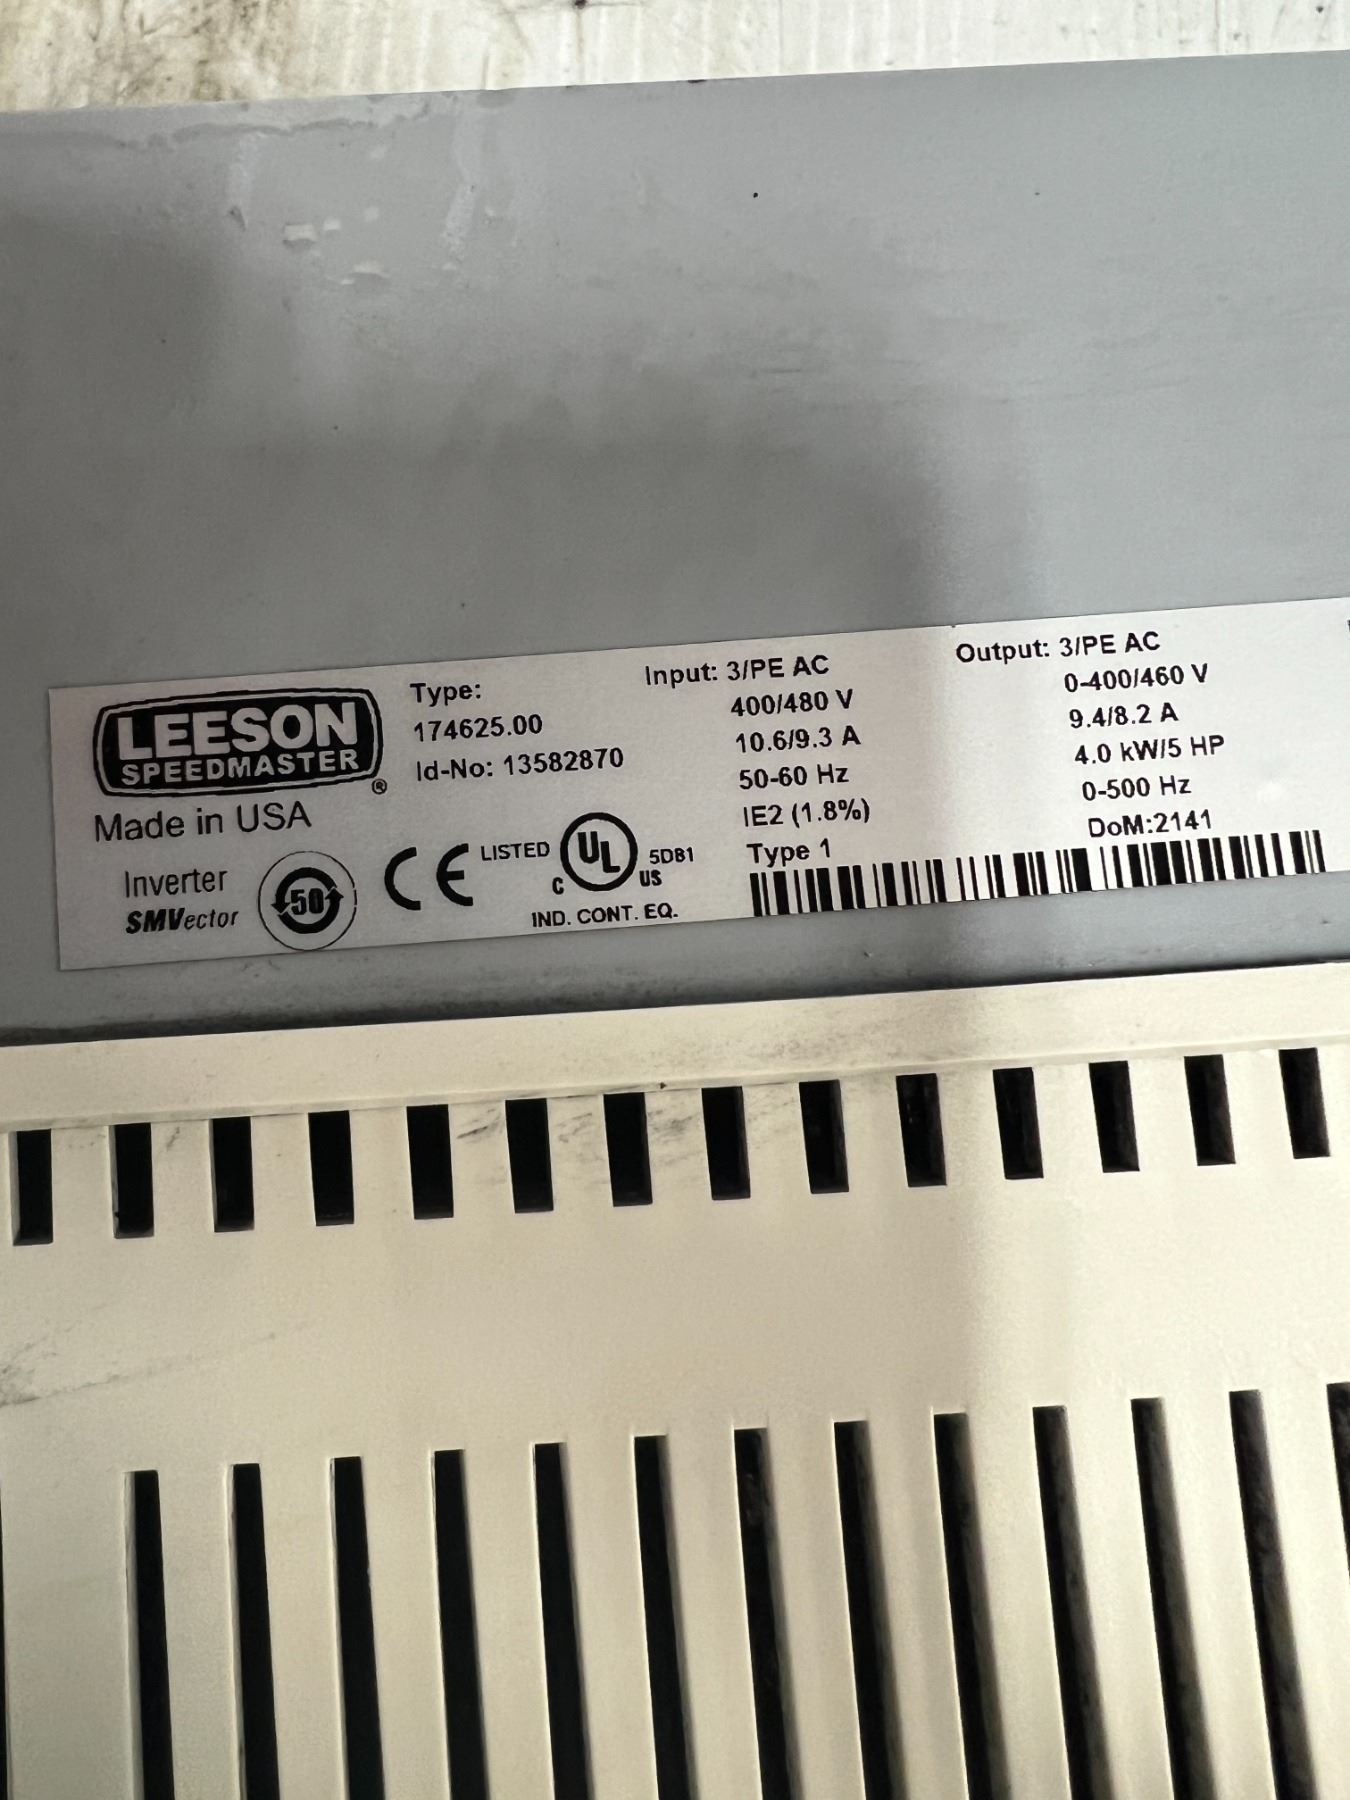 LEESON
SPEEDMASTER
®
Made in USA
Inverter
SMVector
50
Type:
174625.00
Id-No: 13582870
CE
LISTED
UL
C
US
5D81
IND. CONT. EQ.
Input: 3/PE AC
400/480 V
10.6/9.3 A
50-60 Hz
IE2 (1.8%)
Type 1
Output: 3/PE AC
0-400/460 V
9.4/8.2 A
4.0 kW/5 HP
0-500 Hz
DoM:2141